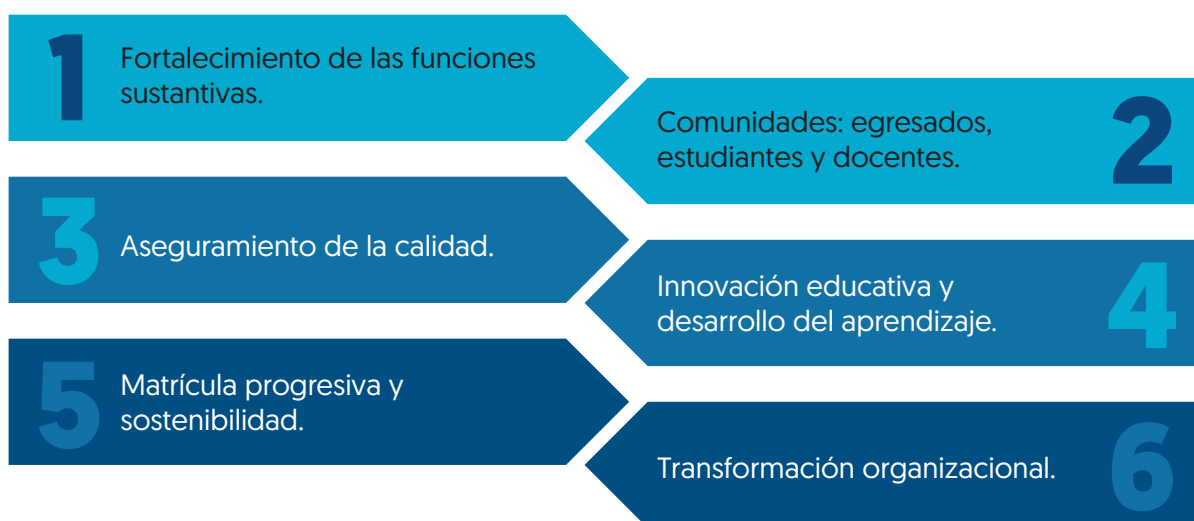 1
Fortalecimiento de las funciones
sustantivas.
Comunidades: egresados,
estudiantes y docentes.
2
3
Aseguramiento de la calidad.
Innovación educativa y
desarrollo del aprendizaje.
4
5
Matrícula progresiva y
sostenibilidad.
Transformación organizacional.
6